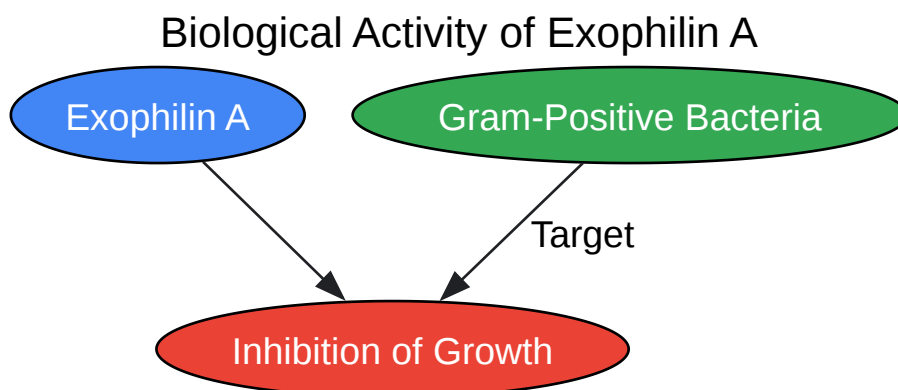 Biological Activity of Exophilin A
Exophilin A
Gram-Positive Bacteria
Target
Inhibition of Growth